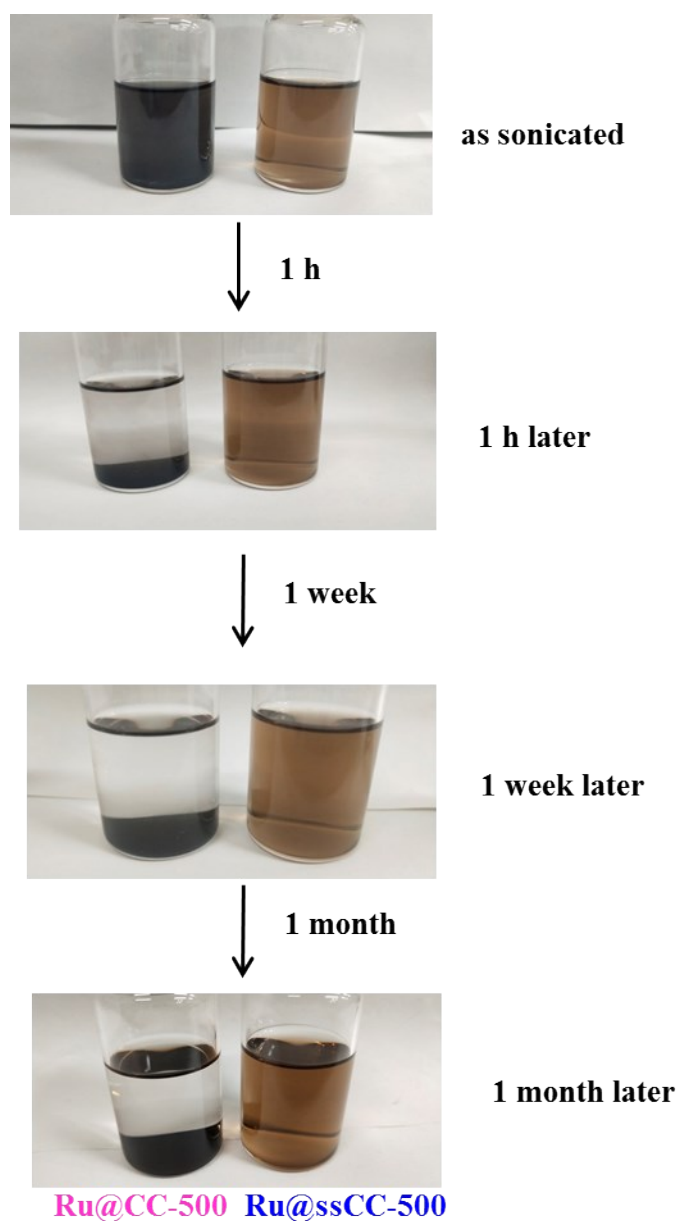 as sonicated
1 h
1 h later
1 week
1 week later
1 month
1 month later
Ru@CC-500 Ru@ssCC-500